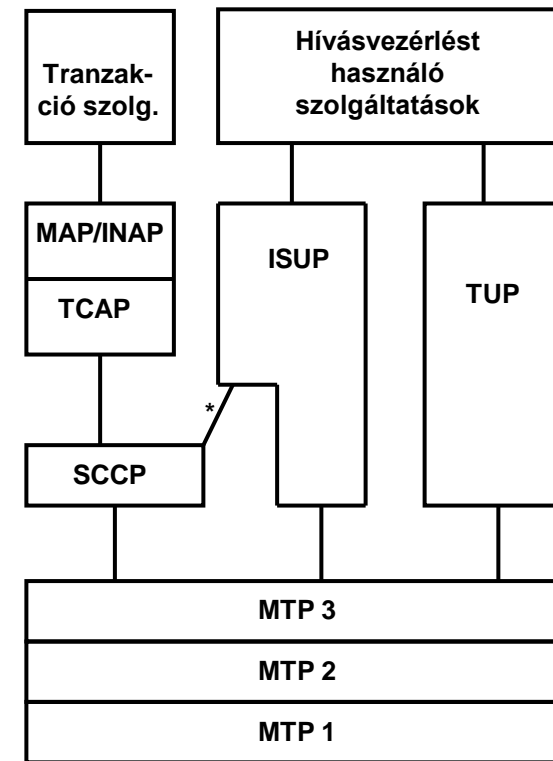 Tranzak-
ció szolg.
Hívásvezérlést
használó
szolgáltatások
MAP/INAP
TCAP
ISUP
TUP
*
SCCP
MTP 3
MTP 2
MTP 1